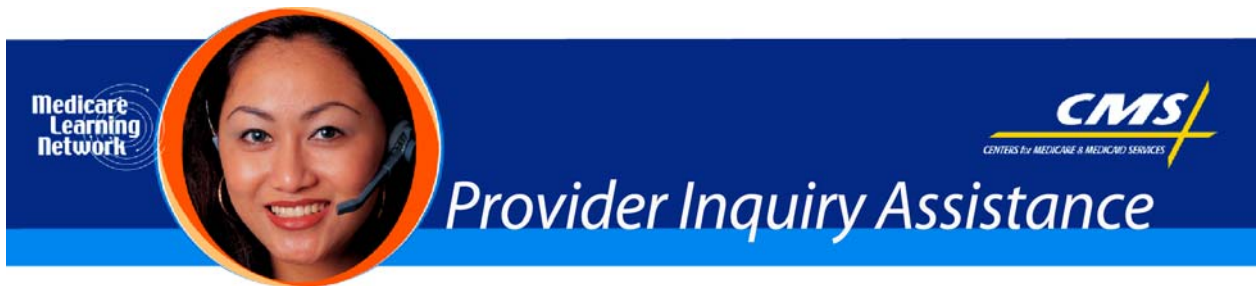 Medicare
Learning
Network
CMS
CENTERS for MEDICARE & MEDICAID SERVICES
Provider Inquiry Assistance